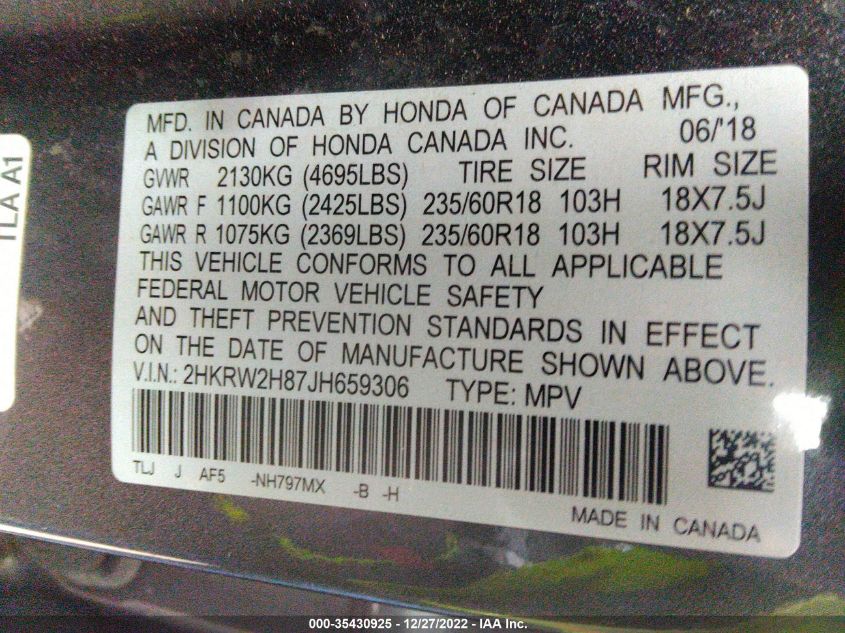 MFD. IN CANADA BY HONDA OF CANADA MFG.,
A DIVISION OF HONDA CANADA INC. 06/'18
GVWR 2130KG (4695LBS) TIRE SIZE RIM SIZE
GAWR F 1100KG (2425LBS) 235/60R18 103H 18X7.5J
GAWR R 1075KG (2369LBS) 235/60R18 103H 18X7.5J
THIS VEHICLE CONFORMS TO ALL APPLICABLE
FEDERAL MOTOR VEHICLE SAFETY
AND THEFT PREVENTION STANDARDS IN EFFECT
ON THE DATE OF MANUFACTURE SHOWN ABOVE.
V.I.N.: 2HKRW2H87JH659306 TYPE: MPV
TLJ J AF5 -NH797MX -B -H
MADE IN CANADA
TLA A1
000-35430925 - 12/27/2022 - IAA Inc.